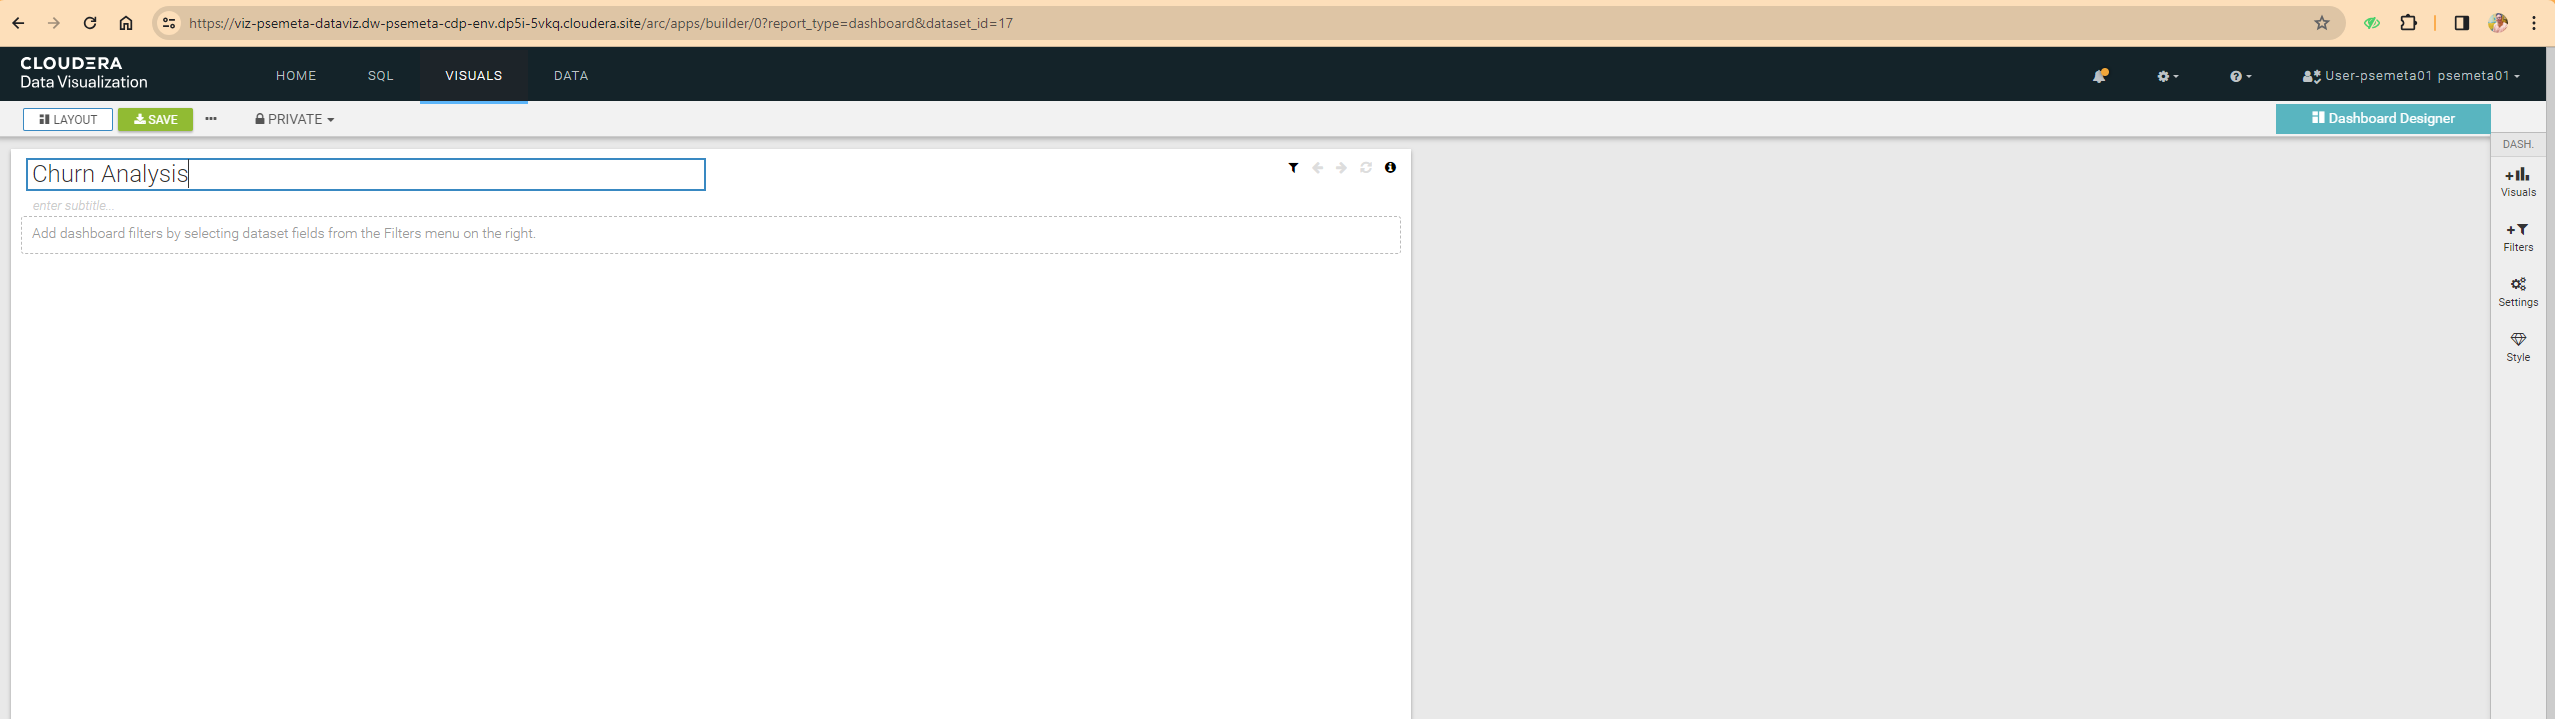 https://viz-psemeta-dataviz.dw-psemeta-cdp-env.dp5i-5vkq.cloudera.site/arc/apps/builder/0?report_type=dashboard&dataset_id=17
CLOUDERA
Data Visualization
HOME
SQL
VISUALS
DATA
User-psemeta01 psemeta01
LAYOUT
SAVE
PRIVATE
Dashboard Designer
Churn Analysis
enter subtitle...
Add dashboard filters by selecting dataset fields from the Filters menu on the right.
DASH.
Visuals
Filters
Settings
Style